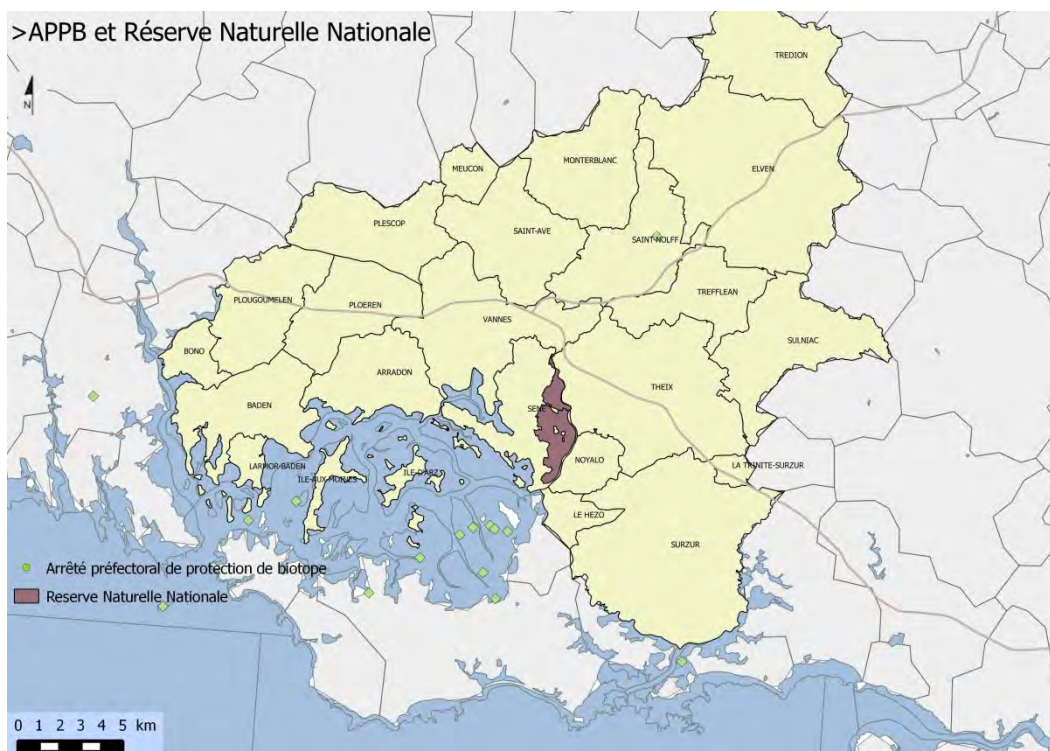 >APPB et Réserve Naturelle Nationale
N
TREDION
MONTERBLANC
MEUCON
ELVEN
PLESCOP
SAINT-AVE
SAINT-NOLFF
TREFFLEAN
PLOUGOUMELEN
PLOEREN
VANNES
SULNIAC
BONO
ARRADON
THEIX
BADEN
SENE
NOYALO
LARMOR-BADEN
ILE-AUX-MOINES
ILE-D'ARZ
LA TRINITE-SURZUR
LE HEZO
SURZUR
Arrêté préfectoral de protection de biotope
Reserve Naturelle Nationale
0 1 2 3 4 5 km